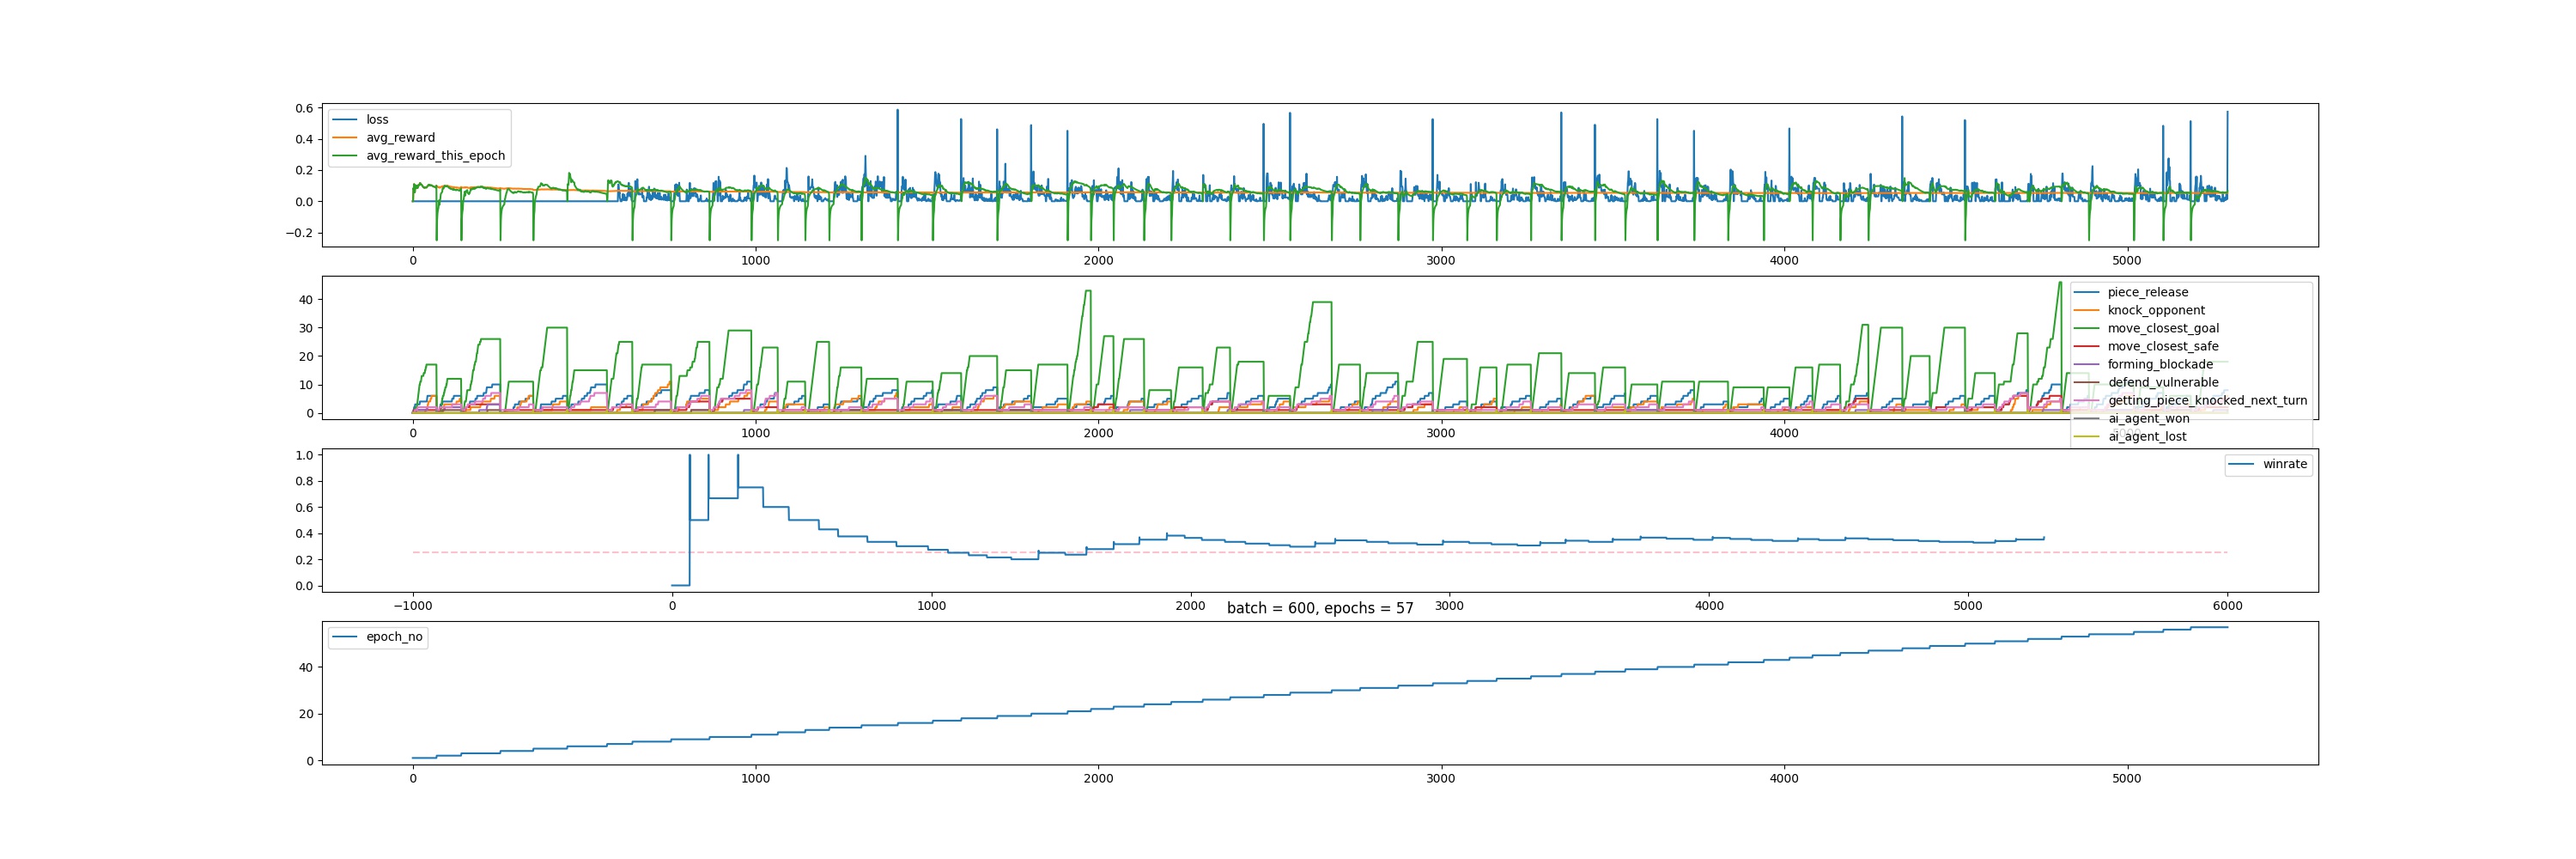 0.6
0.4
0.2
0.0
−0.2
loss
avg_reward
avg_reward_this_epoch
0 1000 2000 3000 4000 5000
40
30
20
10
0
piece_release
knock_opponent
move_closest_goal
move_closest_safe
forming_blockade
defend_vulnerable
getting_piece_knocked_next_turn
ai_agent_won
ai_agent_lost
0 1000 2000 3000 4000 5000
1.0
0.8
0.6
0.4
0.2
0.0
winrate
−1000 0 1000 2000 3000 4000 5000 6000
batch = 600, epochs = 57
epoch_no
40
20
0
0 1000 2000 3000 4000 5000